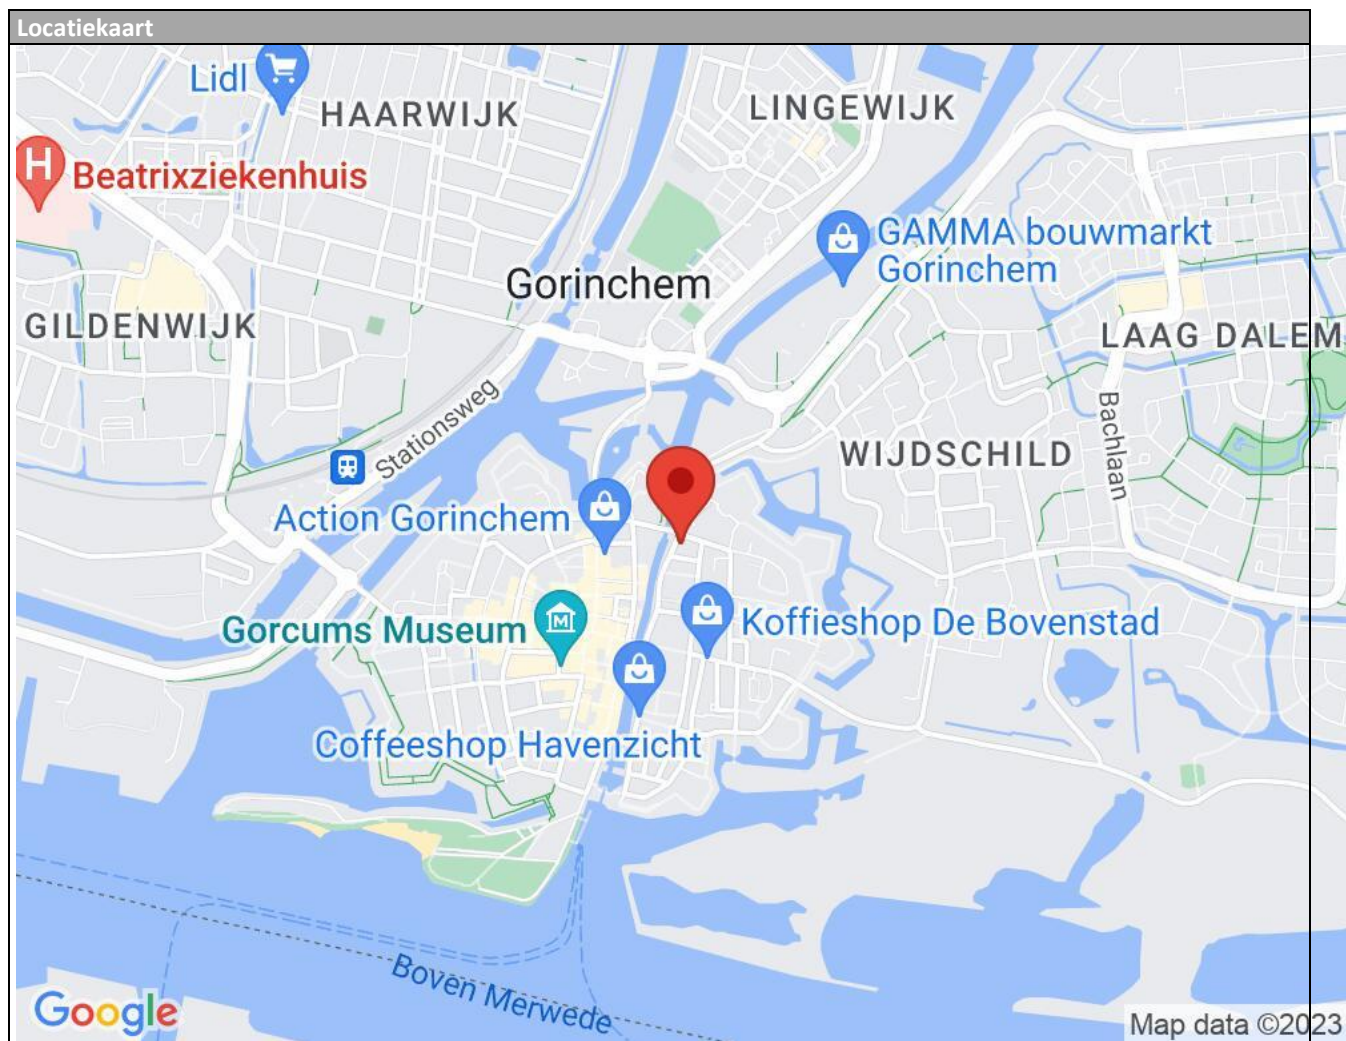 Locatiekaart
Lidl
HAARWIJK
LINGEWIJK
H
Beatrixziekenhuis
GAMMA bouwmarkt
Gorinchem
Gorinchem
GILDENWIJK
LAAG DALEM
Stationsweg
Bachlaan
WIJDSCHILD
Action Gorinchem
Gorcums Museum
M
Koffieshop De Bovenstad
Coffeeshop Havenzicht
Boven Merwede
Google
Map data ©2023